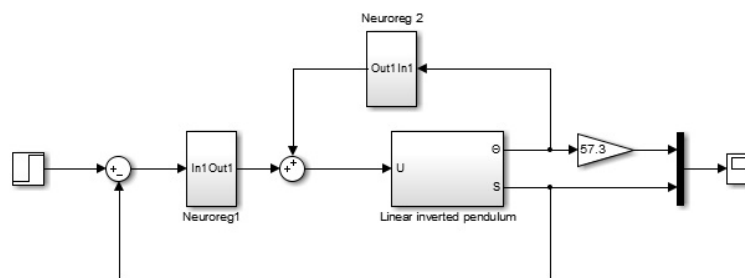 Neuroreg 2
Out1 In1
In1 Out1
Neuroreg1
U
Θ
S
Linear inverted pendulum
57.3